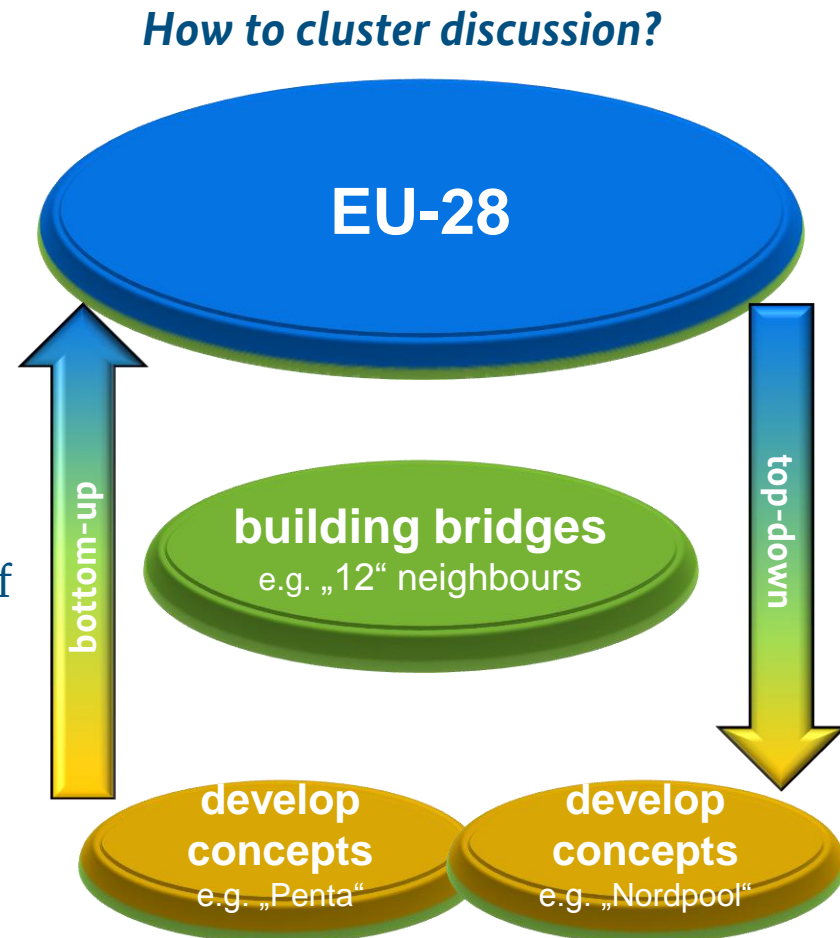 How to cluster discussion?
EU-28
bottom-up
top-down
building bridges
e.g. „12“ neighbours
f
develop
concepts
e.g. „Penta“
develop
concepts
e.g. „Nordpool“